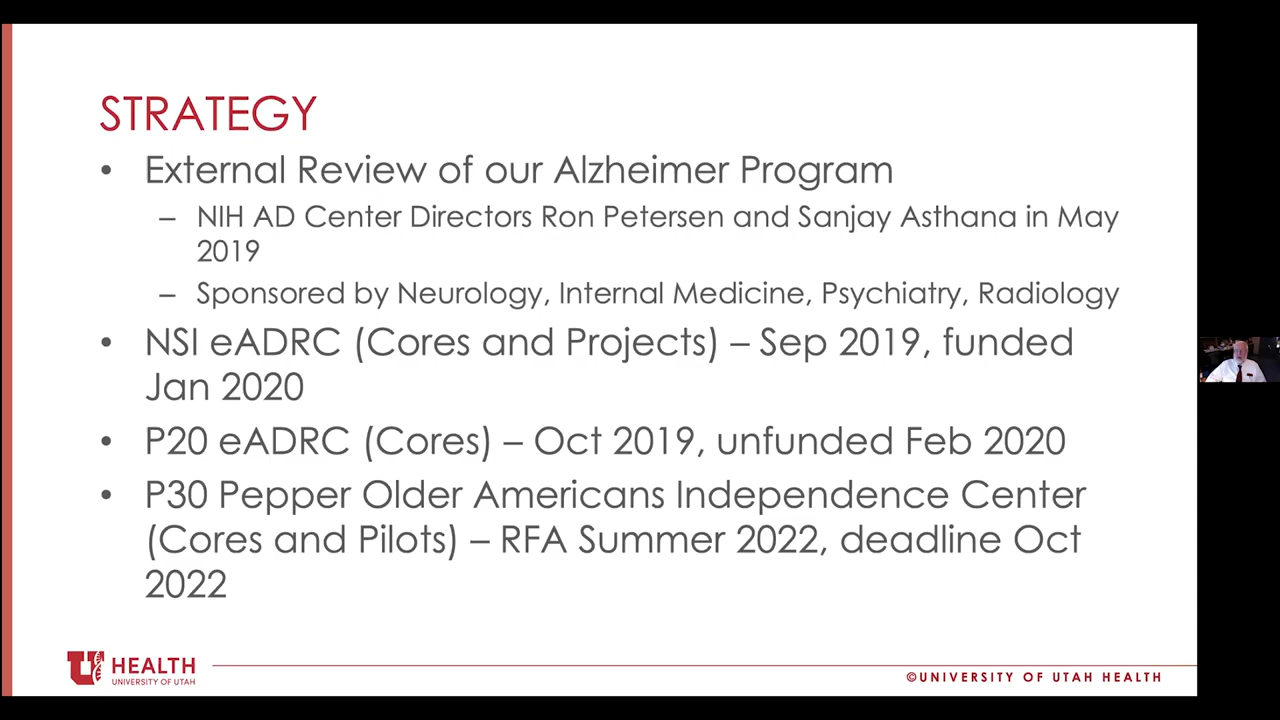 STRATEGY
• External Review of our Alzheimer Program
– NIH AD Center Directors Ron Petersen and Sanjay Asthana in May
2019
– Sponsored by Neurology, Internal Medicine, Psychiatry, Radiology
• NSI eADRC (Cores and Projects) – Sep 2019, funded
Jan 2020
• P20 eADRC (Cores) – Oct 2019, unfunded Feb 2020
• P30 Pepper Older Americans Independence Center
(Cores and Pilots) – RFA Summer 2022, deadline Oct
2022
U HEALTH
UNIVERSITY OF UTAH
©UNIVERSITY OF UTAH HEALTH